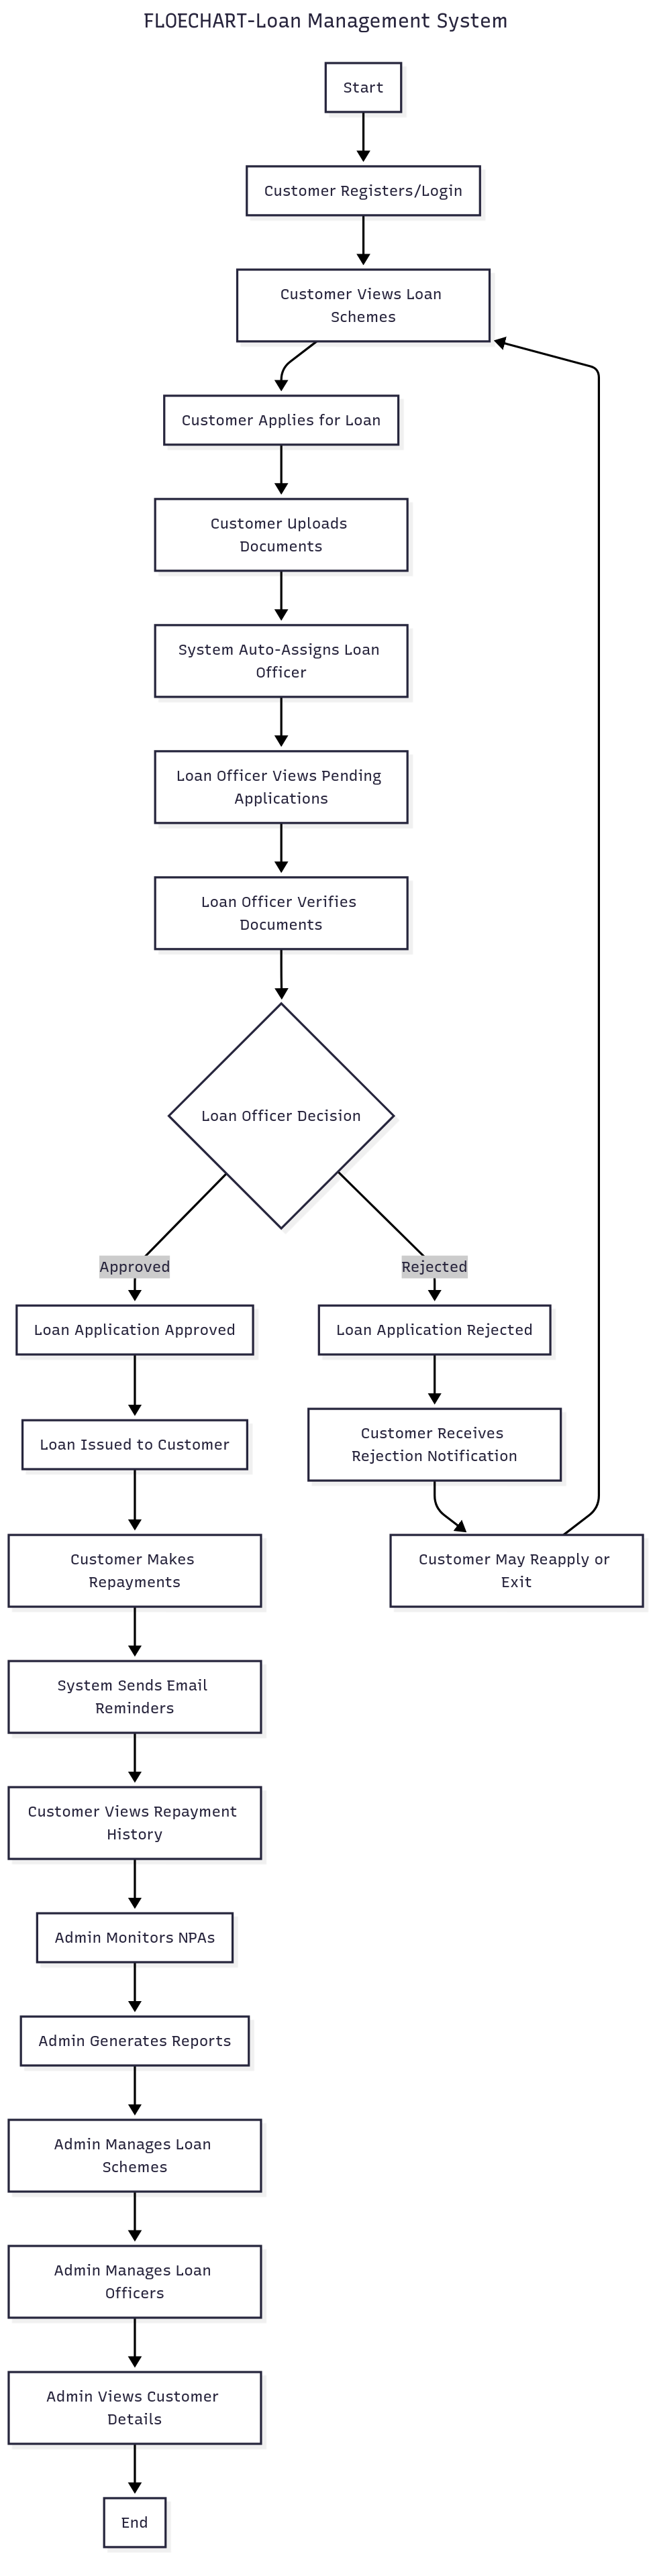 FLOECHART-Loan Management System
Start
Customer Registers/Login
Customer Views Loan
Schemes
Customer Applies for Loan
Customer Uploads
Documents
System Auto-Assigns Loan
Officer
Loan Officer Views Pending
Applications
Loan Officer Verifies
Documents
Loan Officer Decision
Approved
Rejected
Loan Application Approved
Loan Application Rejected
Loan Issued to Customer
Customer Receives
Rejection Notification
Customer Makes
Repayments
Customer May Reapply or
Exit
System Sends Email
Reminders
Customer Views Repayment
History
Admin Monitors NPAs
Admin Generates Reports
Admin Manages Loan
Schemes
Admin Manages Loan
Officers
Admin Views Customer
Details
End